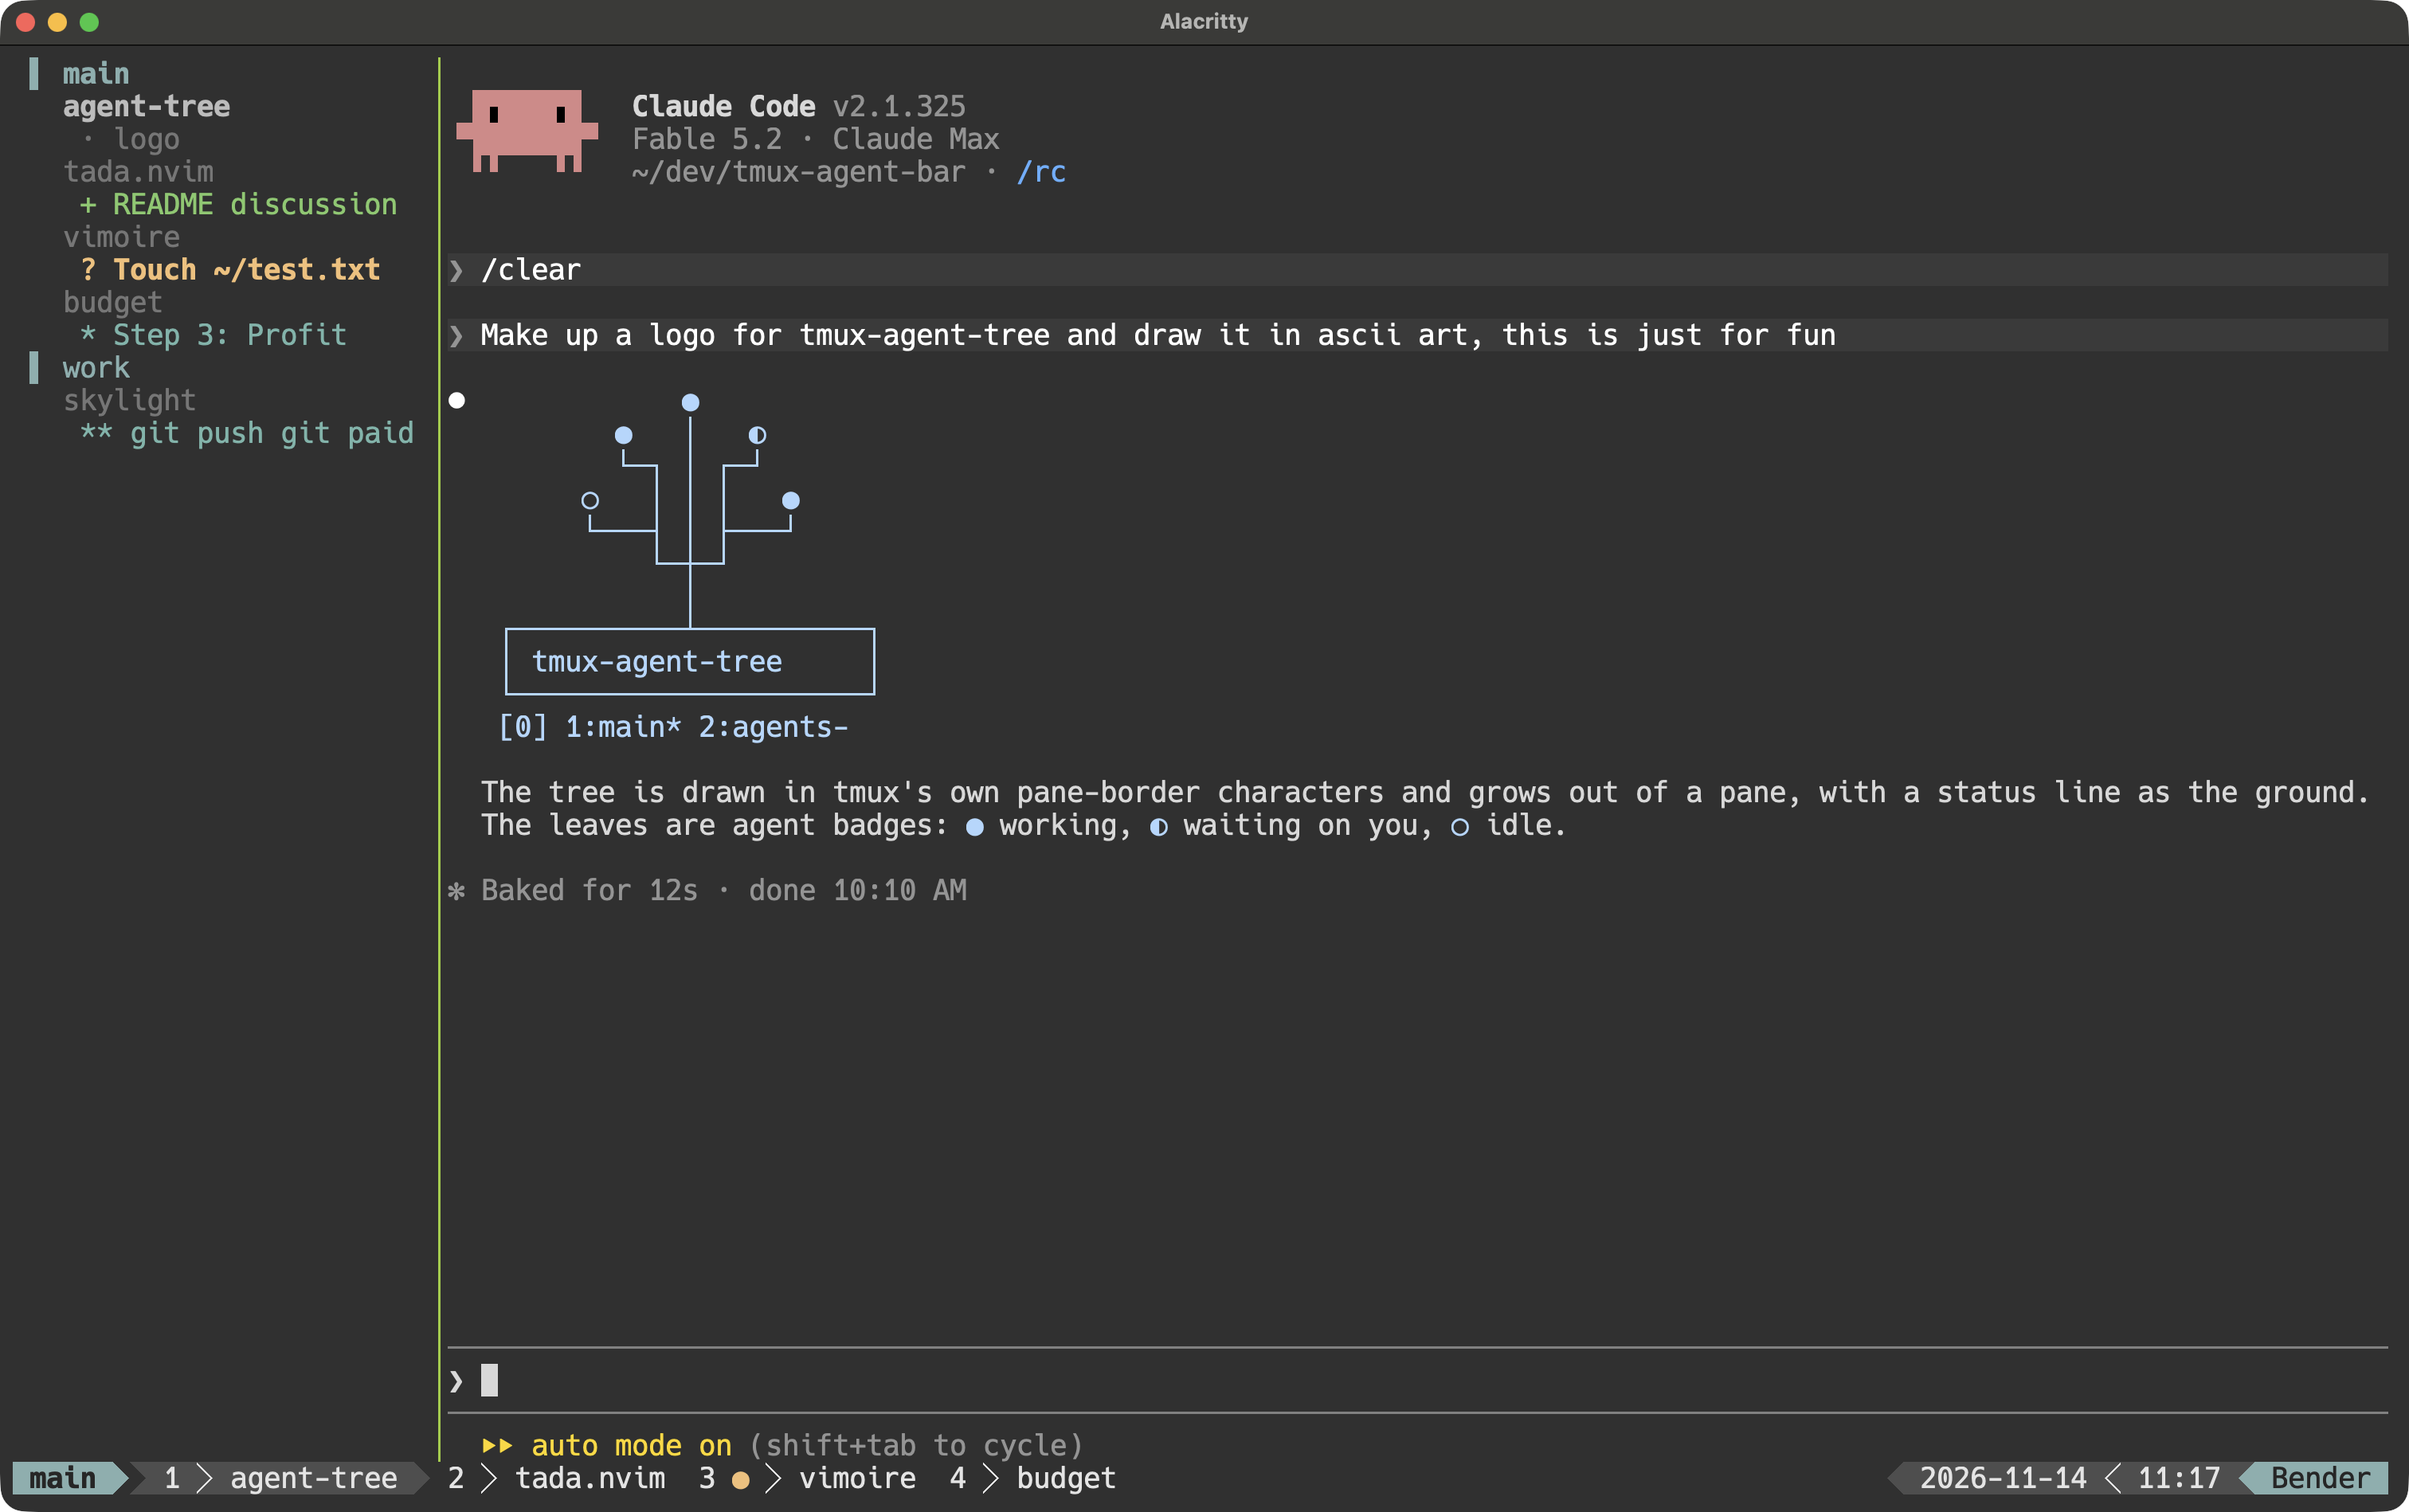 Alacritty
main
agent-tree
· logo
tada.nvim
+ README discussion
vimoire
? Touch ~/test.txt
budget
* Step 3: Profit
work
skylight
** git push git paid
Claude Code v2.1.325
Fable 5.2 · Claude Max
~/dev/tmux-agent-bar · /rc
❯ /clear
❯ Make up a logo for tmux-agent-tree and draw it in ascii art, this is just for fun
tmux-agent-tree
[0] 1:main* 2:agents-
The tree is drawn in tmux's own pane-border characters and grows out of a pane, with a status line as the ground.
The leaves are agent badges: ● working, ◐ waiting on you, ○ idle.
✻ Baked for 12s · done 10:10 AM
❯
⏵⏵ auto mode on (shift+tab to cycle)
main 1 agent-tree 2 tada.nvim 3 ● vimoire 4 budget 2026-11-14 11:17 Bender